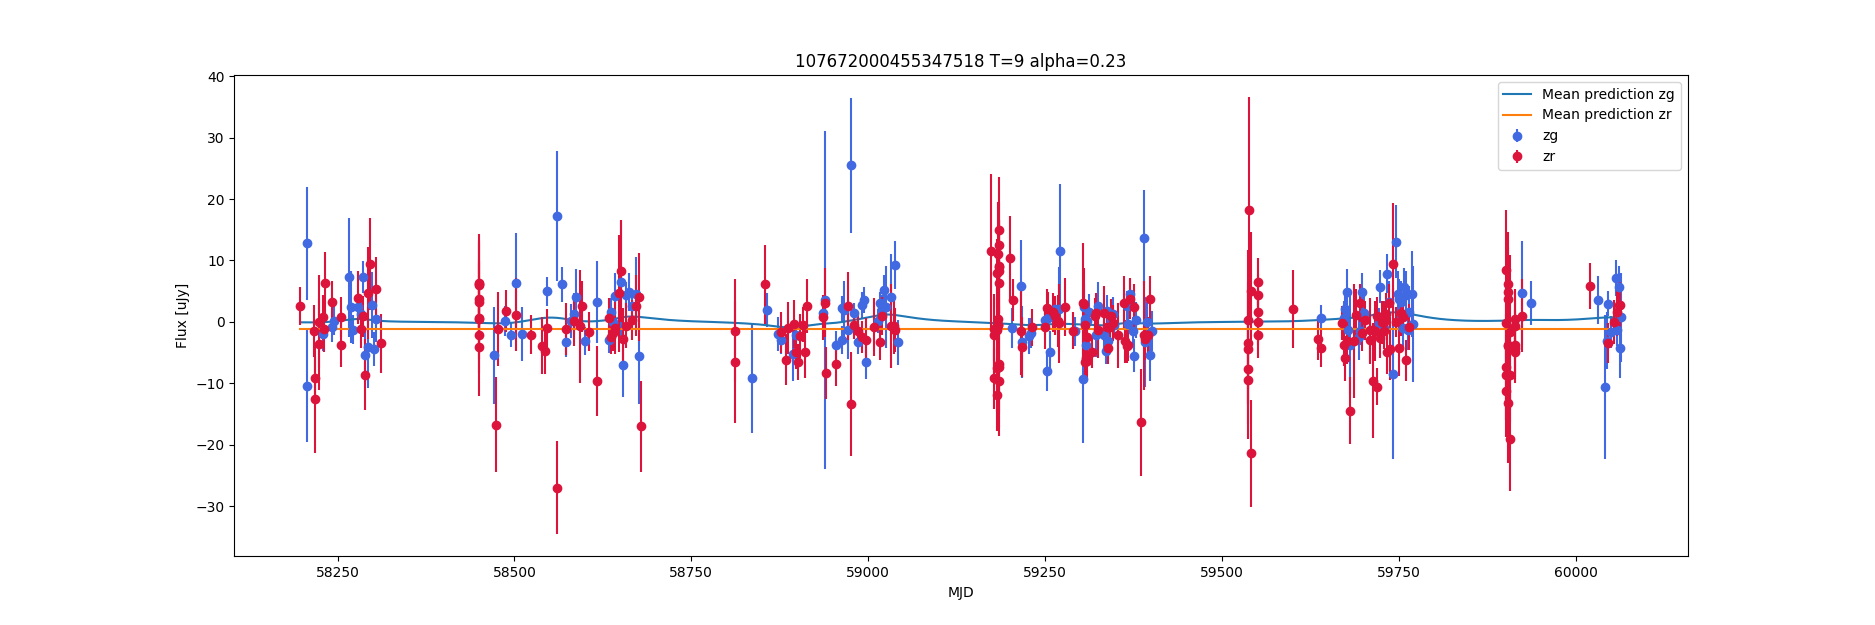 107672000455347518 T=9 alpha=0.23
40
30
20
10
0
−10
−20
−30
Flux [uJy]
58250
58500
58750
59000
59250
59500
59750
60000
MJD
Mean prediction zg
Mean prediction zr
zg
zr